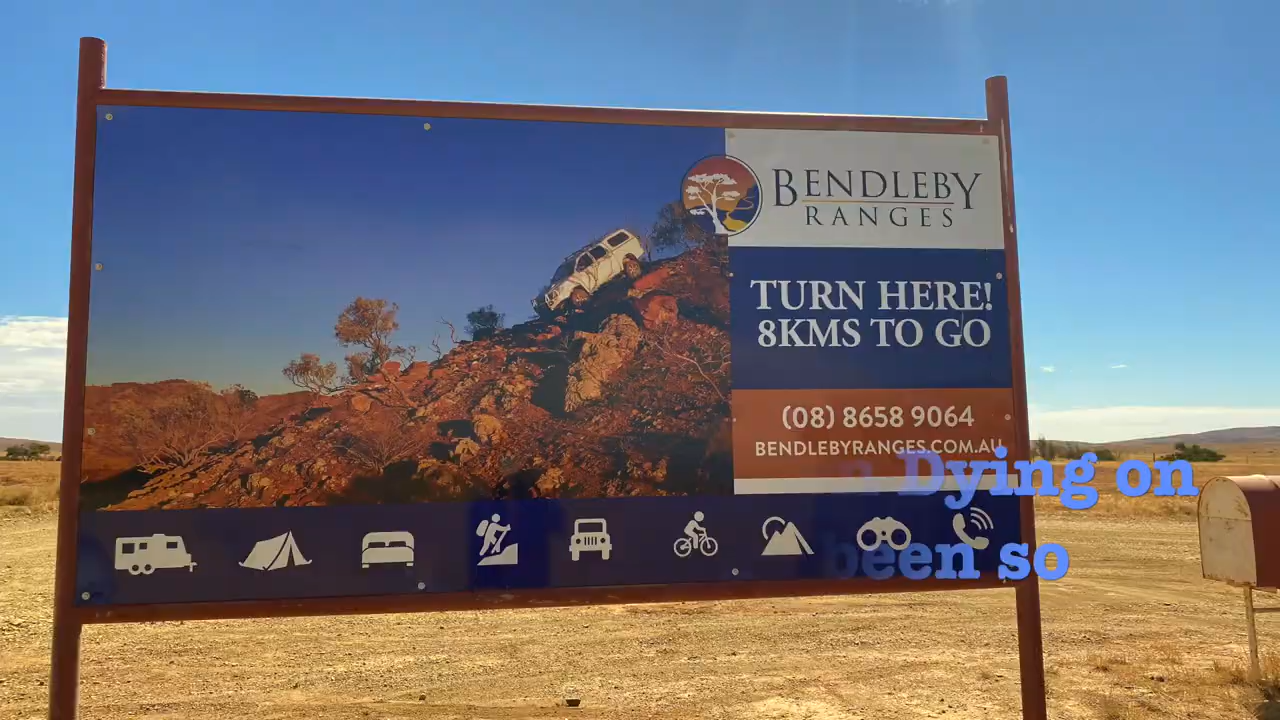 BENDLEBY
RANGES
TURN HERE!
8KMS TO GO
(08) 8658 9064
BENDLEBYRANGES.COM.AU
Dying on
been so